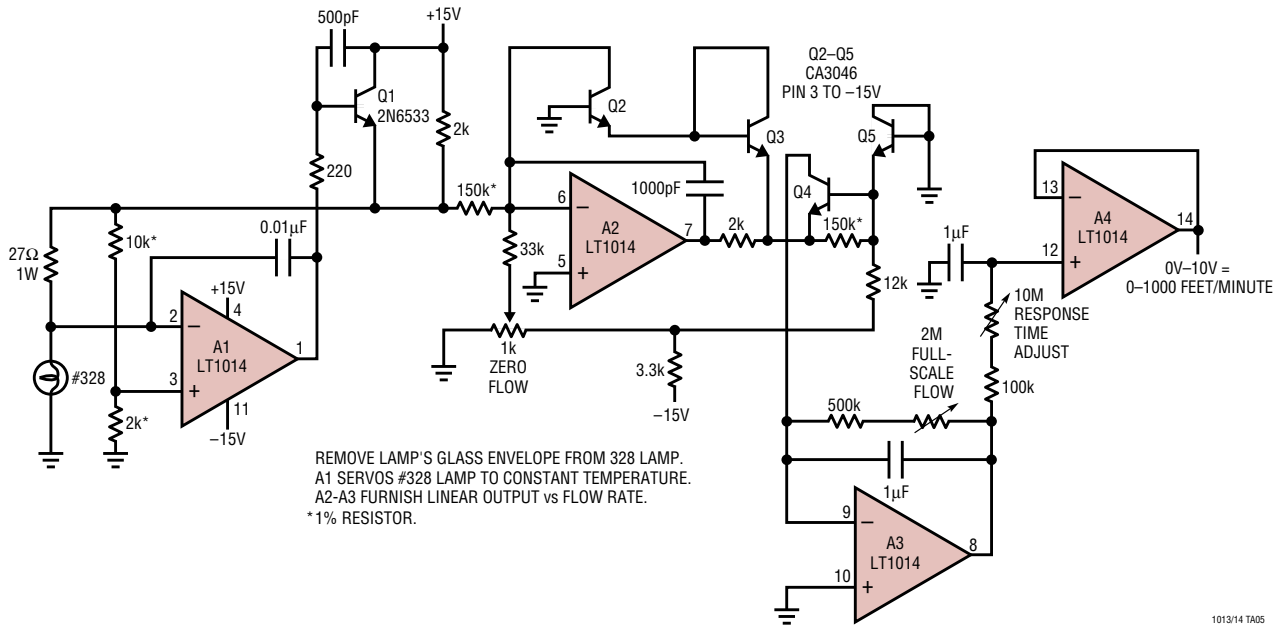 500pF
+15V
Q1
2N6533
2k
220
150k*
0.01µF
10k*
27Ω
1W
+15V
2
4
A1
LT1014
1
3
11
–15V
#328
2k*
Q2
Q3
Q2–Q5
CA3046
PIN 3 TO –15V
Q5
Q4
1000pF
6
A2
LT1014
7
5
33k
2k
150k*
12k
1k
ZERO
FLOW
3.3k
–15V
1µF
13
A4
LT1014
14
12
0V–10V =
0–1000 FEET/MINUTE
10M
RESPONSE
TIME
ADJUST
2M
FULL-
SCALE
FLOW
100k
500k
1µF
9
A3
LT1014
8
10
REMOVE LAMP'S GLASS ENVELOPE FROM 328 LAMP.
A1 SERVOS #328 LAMP TO CONSTANT TEMPERATURE.
A2-A3 FURNISH LINEAR OUTPUT vs FLOW RATE.
*1% RESISTOR.
1013/14 TA05